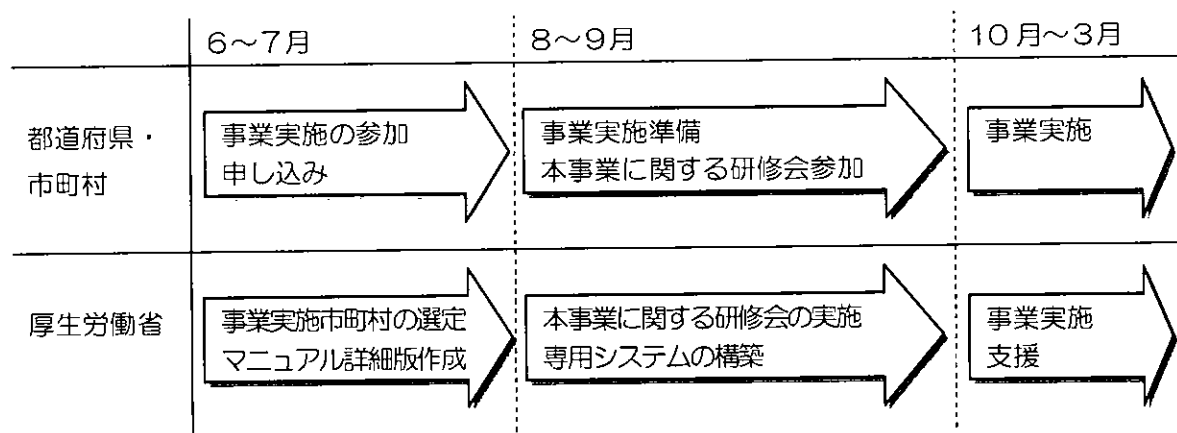 6～7月
8～9月
10月～3月
都道府県・
市町村
事業実施の参加
申し込み
事業実施準備
本事業に関する研修会参加
事業実施
厚生労働省
事業実施市町村の選定
マニュアル詳細版作成
本事業に関する研修会の実施
専用システムの構築
事業実施
支援